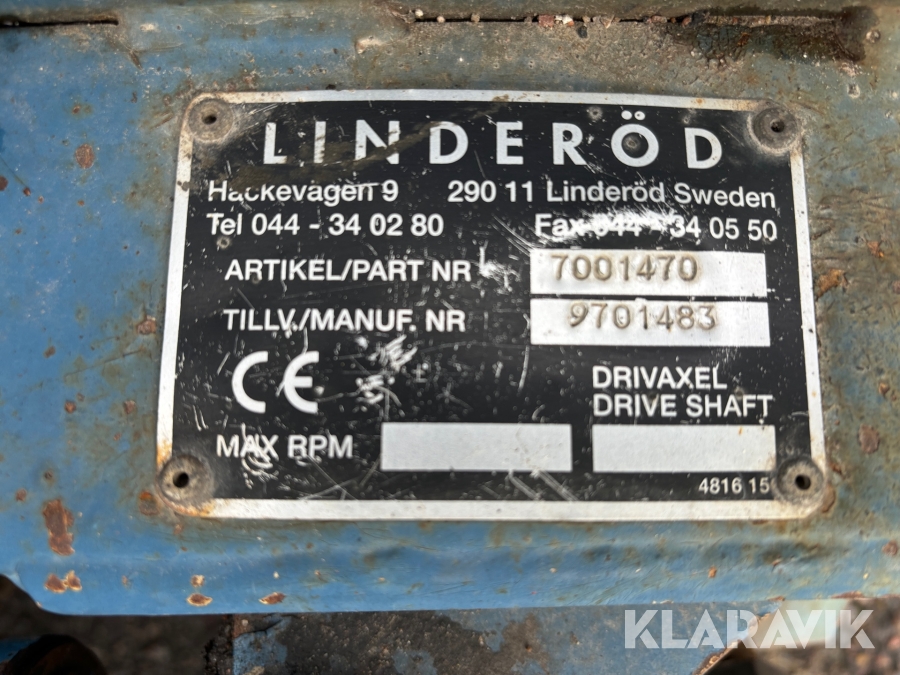 LINDERÖD
Häckevägen 9 290 11 Linderöd Sweden
Tel 044 - 34 02 80 Fax 044 - 34 05 50
ARTIKEL/PART NR 7001470
TILLV./MANUF. NR 9701483
CE
DRIVAXEL
DRIVE SHAFT
MAX RPM
4816 15
KLARAVIK